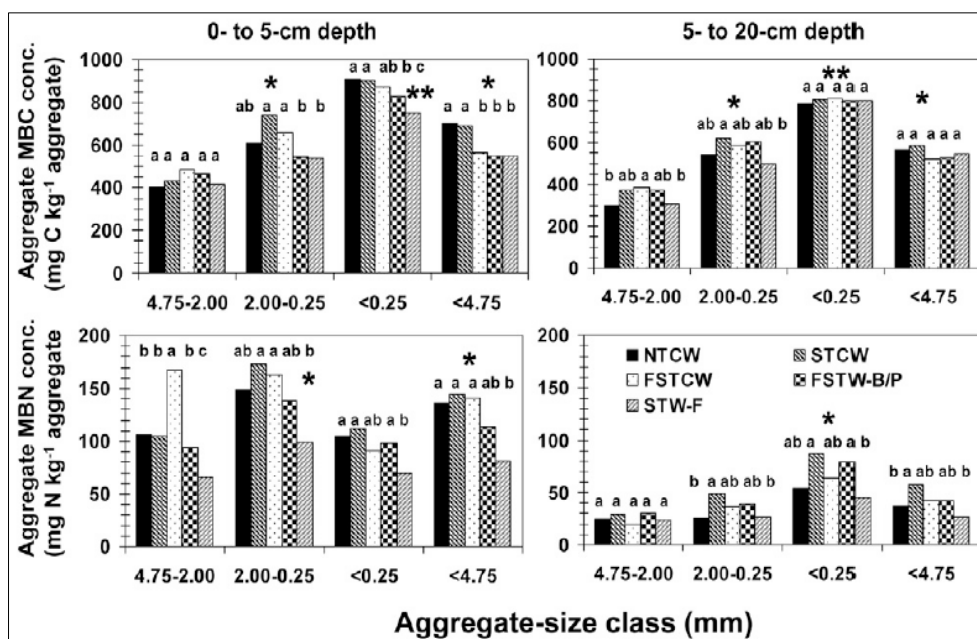 0- to 5-cm depth
5- to 20-cm depth
Aggregate MBC conc.
(mg C kg⁻¹ aggregate)
1000
800
600
400
200
0
a a a a a
ab a a b b
*
a a ab b c
**
a a b b b
*
4.75-2.00 2.00-0.25 <0.25 <4.75
1000
800
600
400
200
0
b ab a ab b
ab a ab ab b
*
a a a a a
**
a a a a a
*
4.75-2.00 2.00-0.25 <0.25 <4.75
Aggregate MBN conc.
(mg N kg⁻¹ aggregate
200
150
100
50
0
b b a b c
ab a a ab b
*
a a ab a b
a a a ab b
*
4.75-2.00 2.00-0.25 <0.25 <4.75
200
150
100
50
0
NTCW STCW
FSTCW FSTW-B/P
STW-F
a a a a a
b a ab ab b
ab a ab a b
*
b a ab ab b
4.75-2.00 2.00-0.25 <0.25 <4.75
Aggregate-size class (mm)